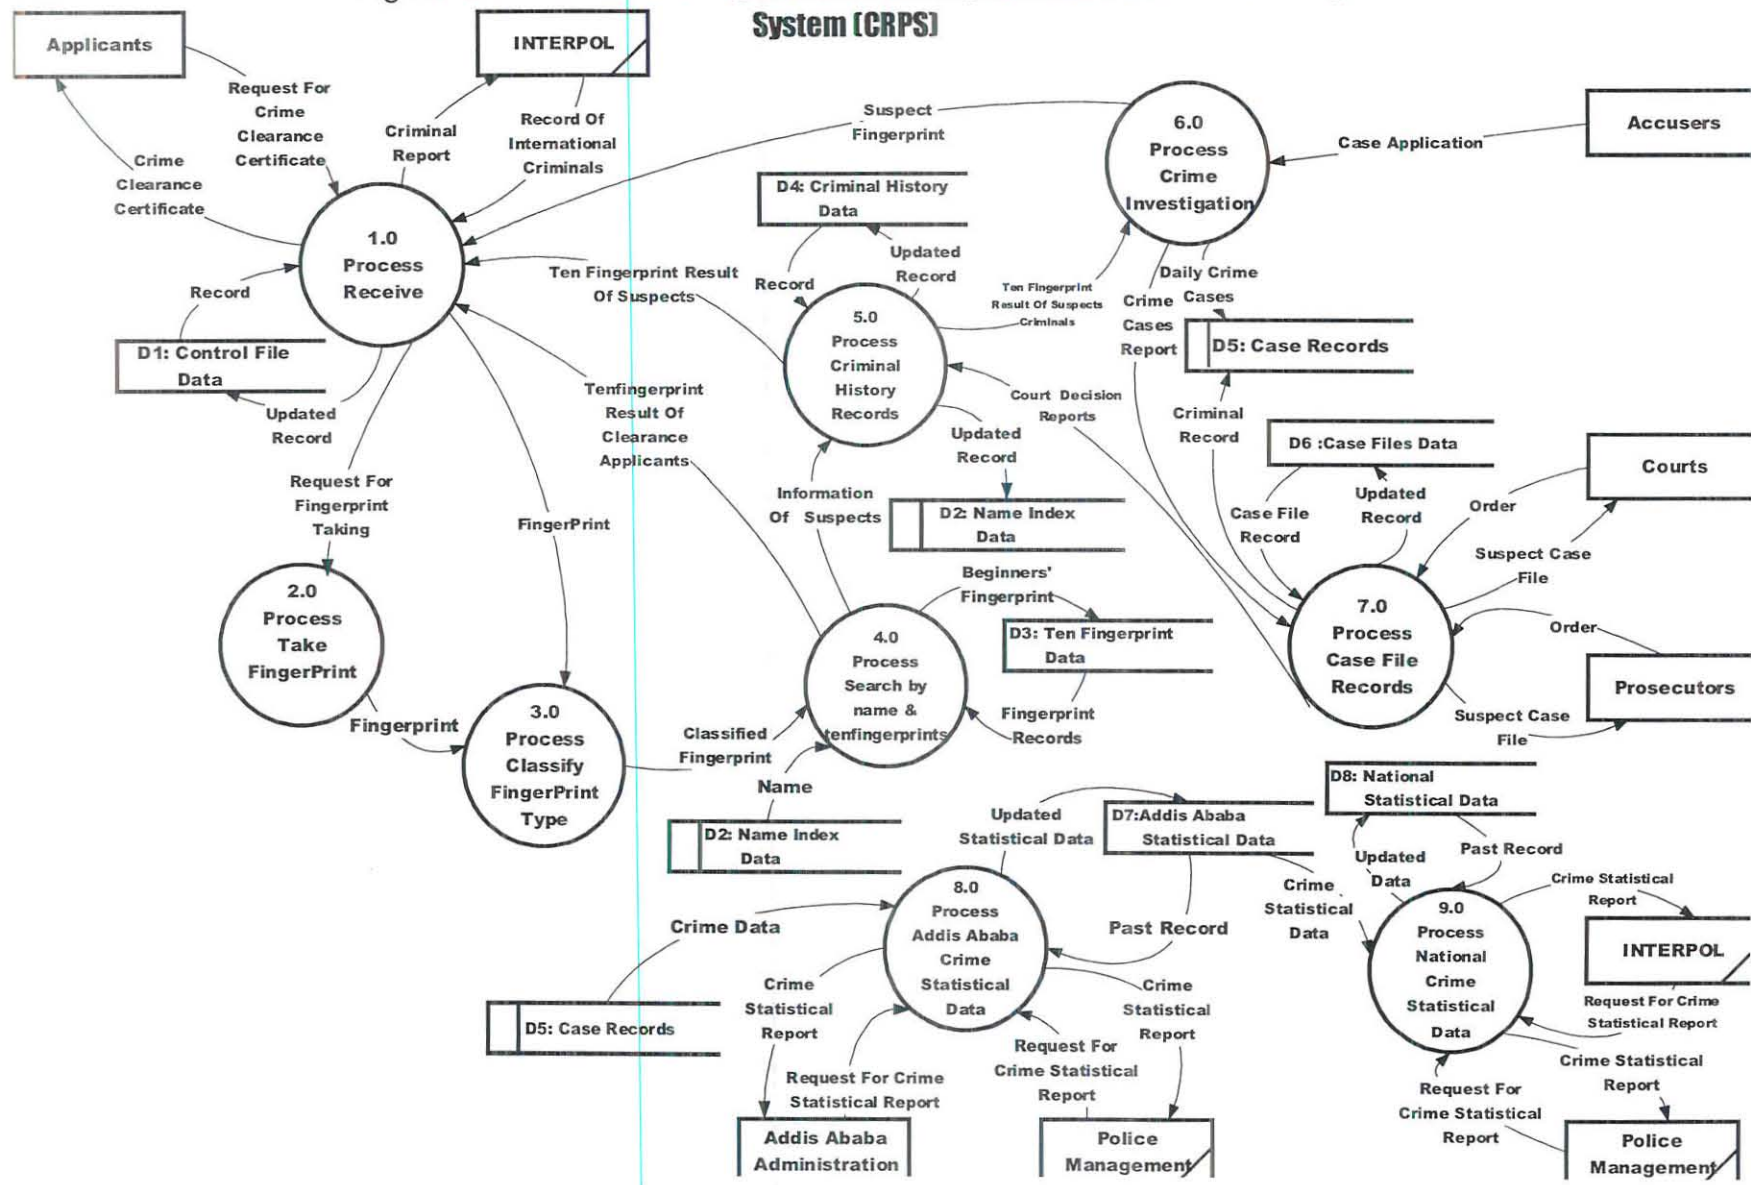 System (CRPS)
Applicants
INTERPOL
Request For
Crime
Clearance
Certificate
Criminal
Report
Record Of
International
Criminals
Crime
Clearance
Certificate
Suspect
Fingerprint
6.0
Process
Crime
Investigation
Case Application
Accusers
D4: Criminal History
Data
1.0
Process
Receive
Record
D1: Control File
Data
Updated
Record
Ten Fingerprint Result
Of Suspects
Record
Updated
Record
5.0
Process
Criminal
History
Records
Ten Fingerprint
Result Of Suspects
Criminals
Crime
Cases
Report
Daily Crime
Cases
D5: Case Records
Tenfingerprint
Result Of
Clearance
Applicants
Court Decision
Reports
Criminal
Record
Updated
Record
D6 :Case Files Data
Courts
Request For
Fingerprint
Taking
FingerPrint
Information
Of Suspects
D2: Name Index
Data
Case File
Record
Updated
Record
Order
Suspect Case
File
2.0
Process
Take
FingerPrint
Beginners'
Fingerprint
4.0
Process
Search by
name &
tenfingerprints
D3: Ten Fingerprint
Data
7.0
Process
Case File
Records
Order
Prosecutors
Fingerprint
3.0
Process
Classify
FingerPrint
Type
Classified
Fingerprint
Fingerprint
Records
Suspect Case
File
Name
D2: Name Index
Data
Updated
Statistical Data
D7:Addis Ababa
Statistical Data
D8: National
Statistical Data
Updated
Data
Past Record
Crime Statistical
Report
Crime
Statistical
Data
Crime Data
8.0
Process
Addis Ababa
Crime
Statistical
Data
Past Record
9.0
Process
National
Crime
Statistical
Data
INTERPOL
D5: Case Records
Crime
Statistical
Report
Crime
Statistical
Report
Request For Crime
Statistical Report
Request For Crime
Statistical Report
Request For
Crime Statistical
Report
Request For
Crime Statistical
Report
Crime Statistical
Report
Addis Ababa
Administration
Police
Management
Police
Management